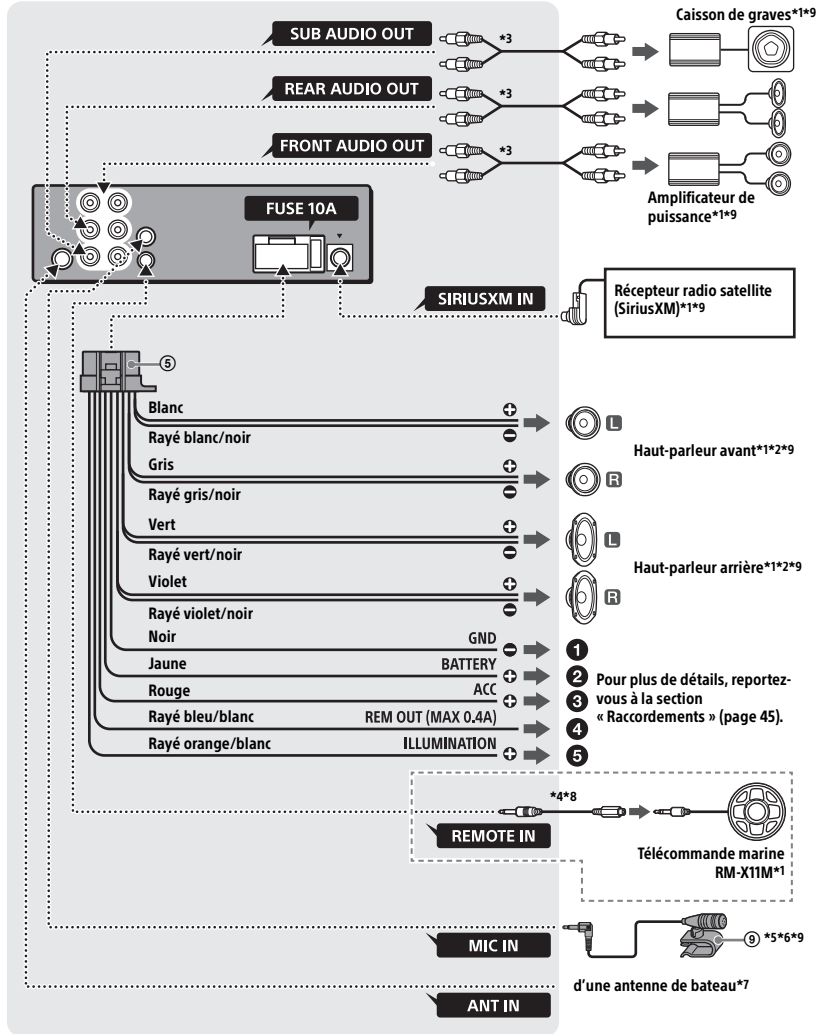 Caisson de graves*1*9
SUB AUDIO OUT
*3
REAR AUDIO OUT
*3
FRONT AUDIO OUT
*3
Amplificateur de
puissance*1*9
FUSE 10A
SIRIUSXM IN
Récepteur radio satellite
(SiriusXM)*1*9
⑤
Blanc
Rayé blanc/noir
L
Gris
Rayé gris/noir
R
Haut-parleur avant*1*2*9
Vert
Rayé vert/noir
L
Violet
Rayé violet/noir
R
Haut-parleur arrière*1*2*9
Noir GND ❶
Jaune BATTERY ❷
Rouge ACC ❸
Rayé bleu/blanc REM OUT (MAX 0.4A) ❹
Rayé orange/blanc ILLUMINATION ❺
Pour plus de détails, reportez-
vous à la section
« Raccordements » (page 45).
*4*8
REMOTE IN
Télécommande marine
RM-X11M*1
MIC IN
⑨ *5*6*9
d'une antenne de bateau*7
ANT IN